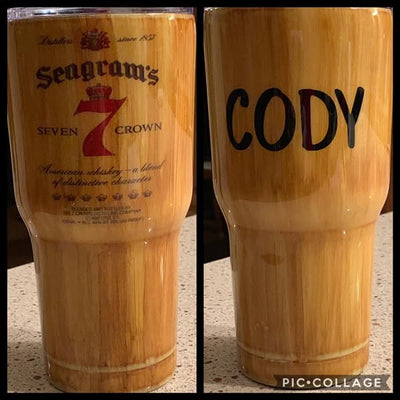 Distillers since 1857
Seagram's
7
SEVEN CROWN
American whiskey—a blend
of distinctive character
CODY
PIC•COLLAGE